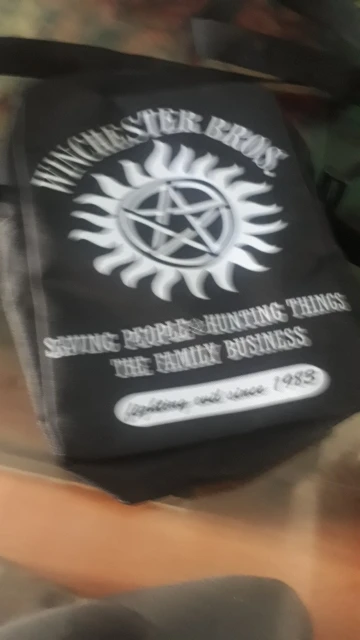 WINCHESTER BROS.
SAVING PEOPLE HUNTING THINGS
THE FAMILY BUSINESS
fighting evil since 1983